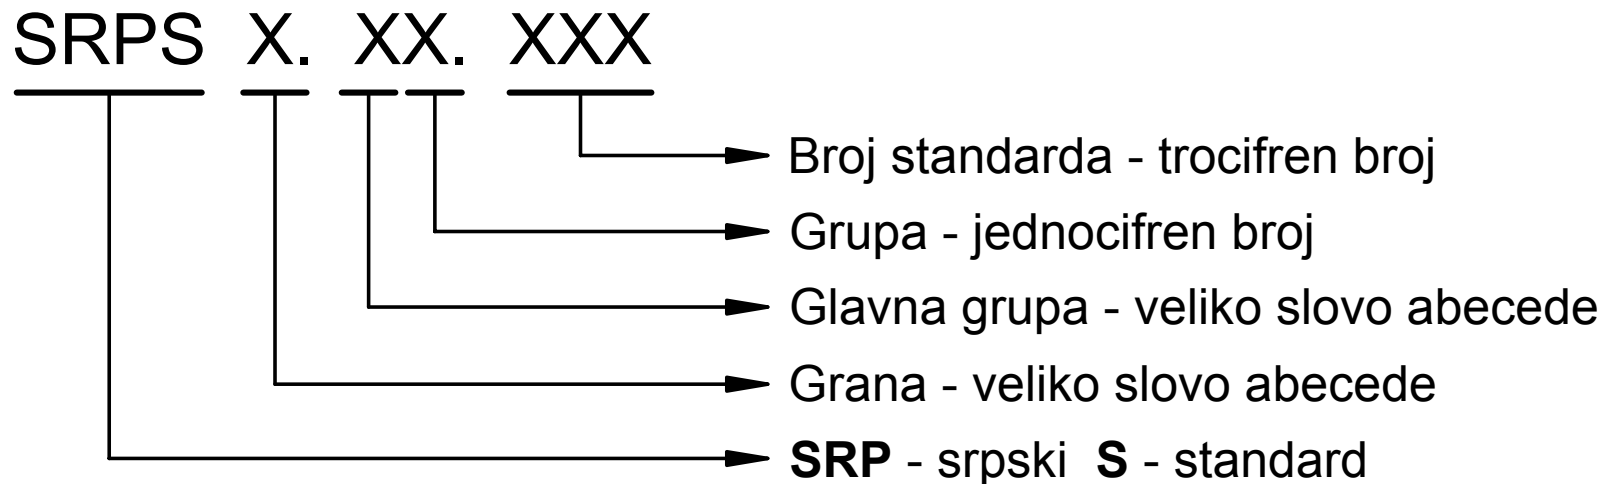 SRPS X. XX. XXX
Broj standarda - trocifren broj
Grupa - jednocifren broj
Glavna grupa - veliko slovo abecede
Grana - veliko slovo abecede
SRP - srpski S - standard